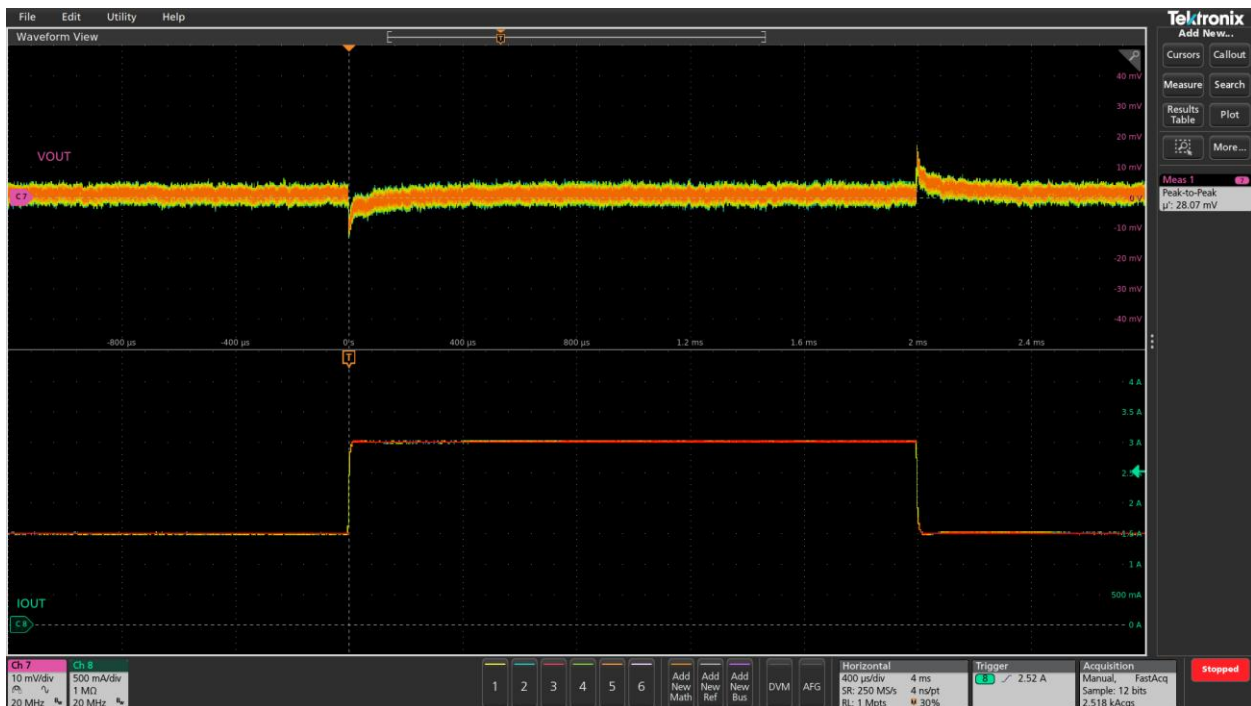 File Edit Utility Help
Tektronix
Waveform View
Add New...
Cursors Callout
Measure Search
Results Table Plot
More...
Meas 1 7
Peak-to-Peak
µ': 28.07 mV
T
40 mV
30 mV
20 mV
VOUT
10 mV
C 7
0 V
-10 mV
-20 mV
-30 mV
-40 mV
-800 µs -400 µs 0 s 400 µs 800 µs 1.2 ms 1.6 ms 2 ms 2.4 ms
T
4 A
3.5 A
3 A
2 A
1.5 A
1 A
500 mA
IOUT
C 8
0 A
Ch 7
10 mV/div
20 MHz
Ch 8
500 mA/div
1 MΩ
20 MHz
1 2 3 4 5 6
Add New Math
Add New Ref
Add New Bus
DVM
AFG
Horizontal
400 µs/div 4 ms
SR: 250 MS/s 4 ns/pt
RL: 1 Mpts 30%
Trigger
8 2.52 A
Acquisition
Manual, FastAcq
Sample: 12 bits
2.518 kAcqs
Stopped